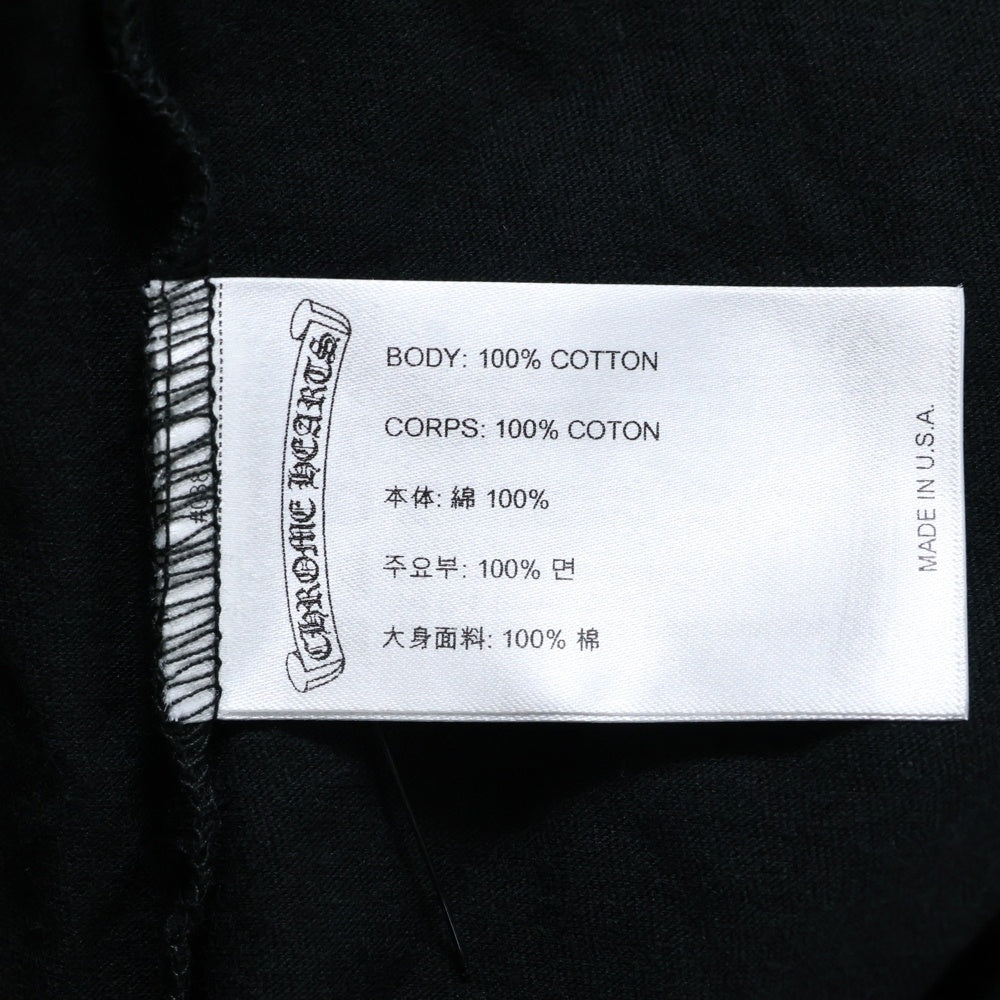 CHROME HEARTS
BODY: 100% COTTON
CORPS: 100% COTON
本体: 綿 100%
주요부: 100% 면
大身面料: 100% 棉
MADE IN U.S.A.